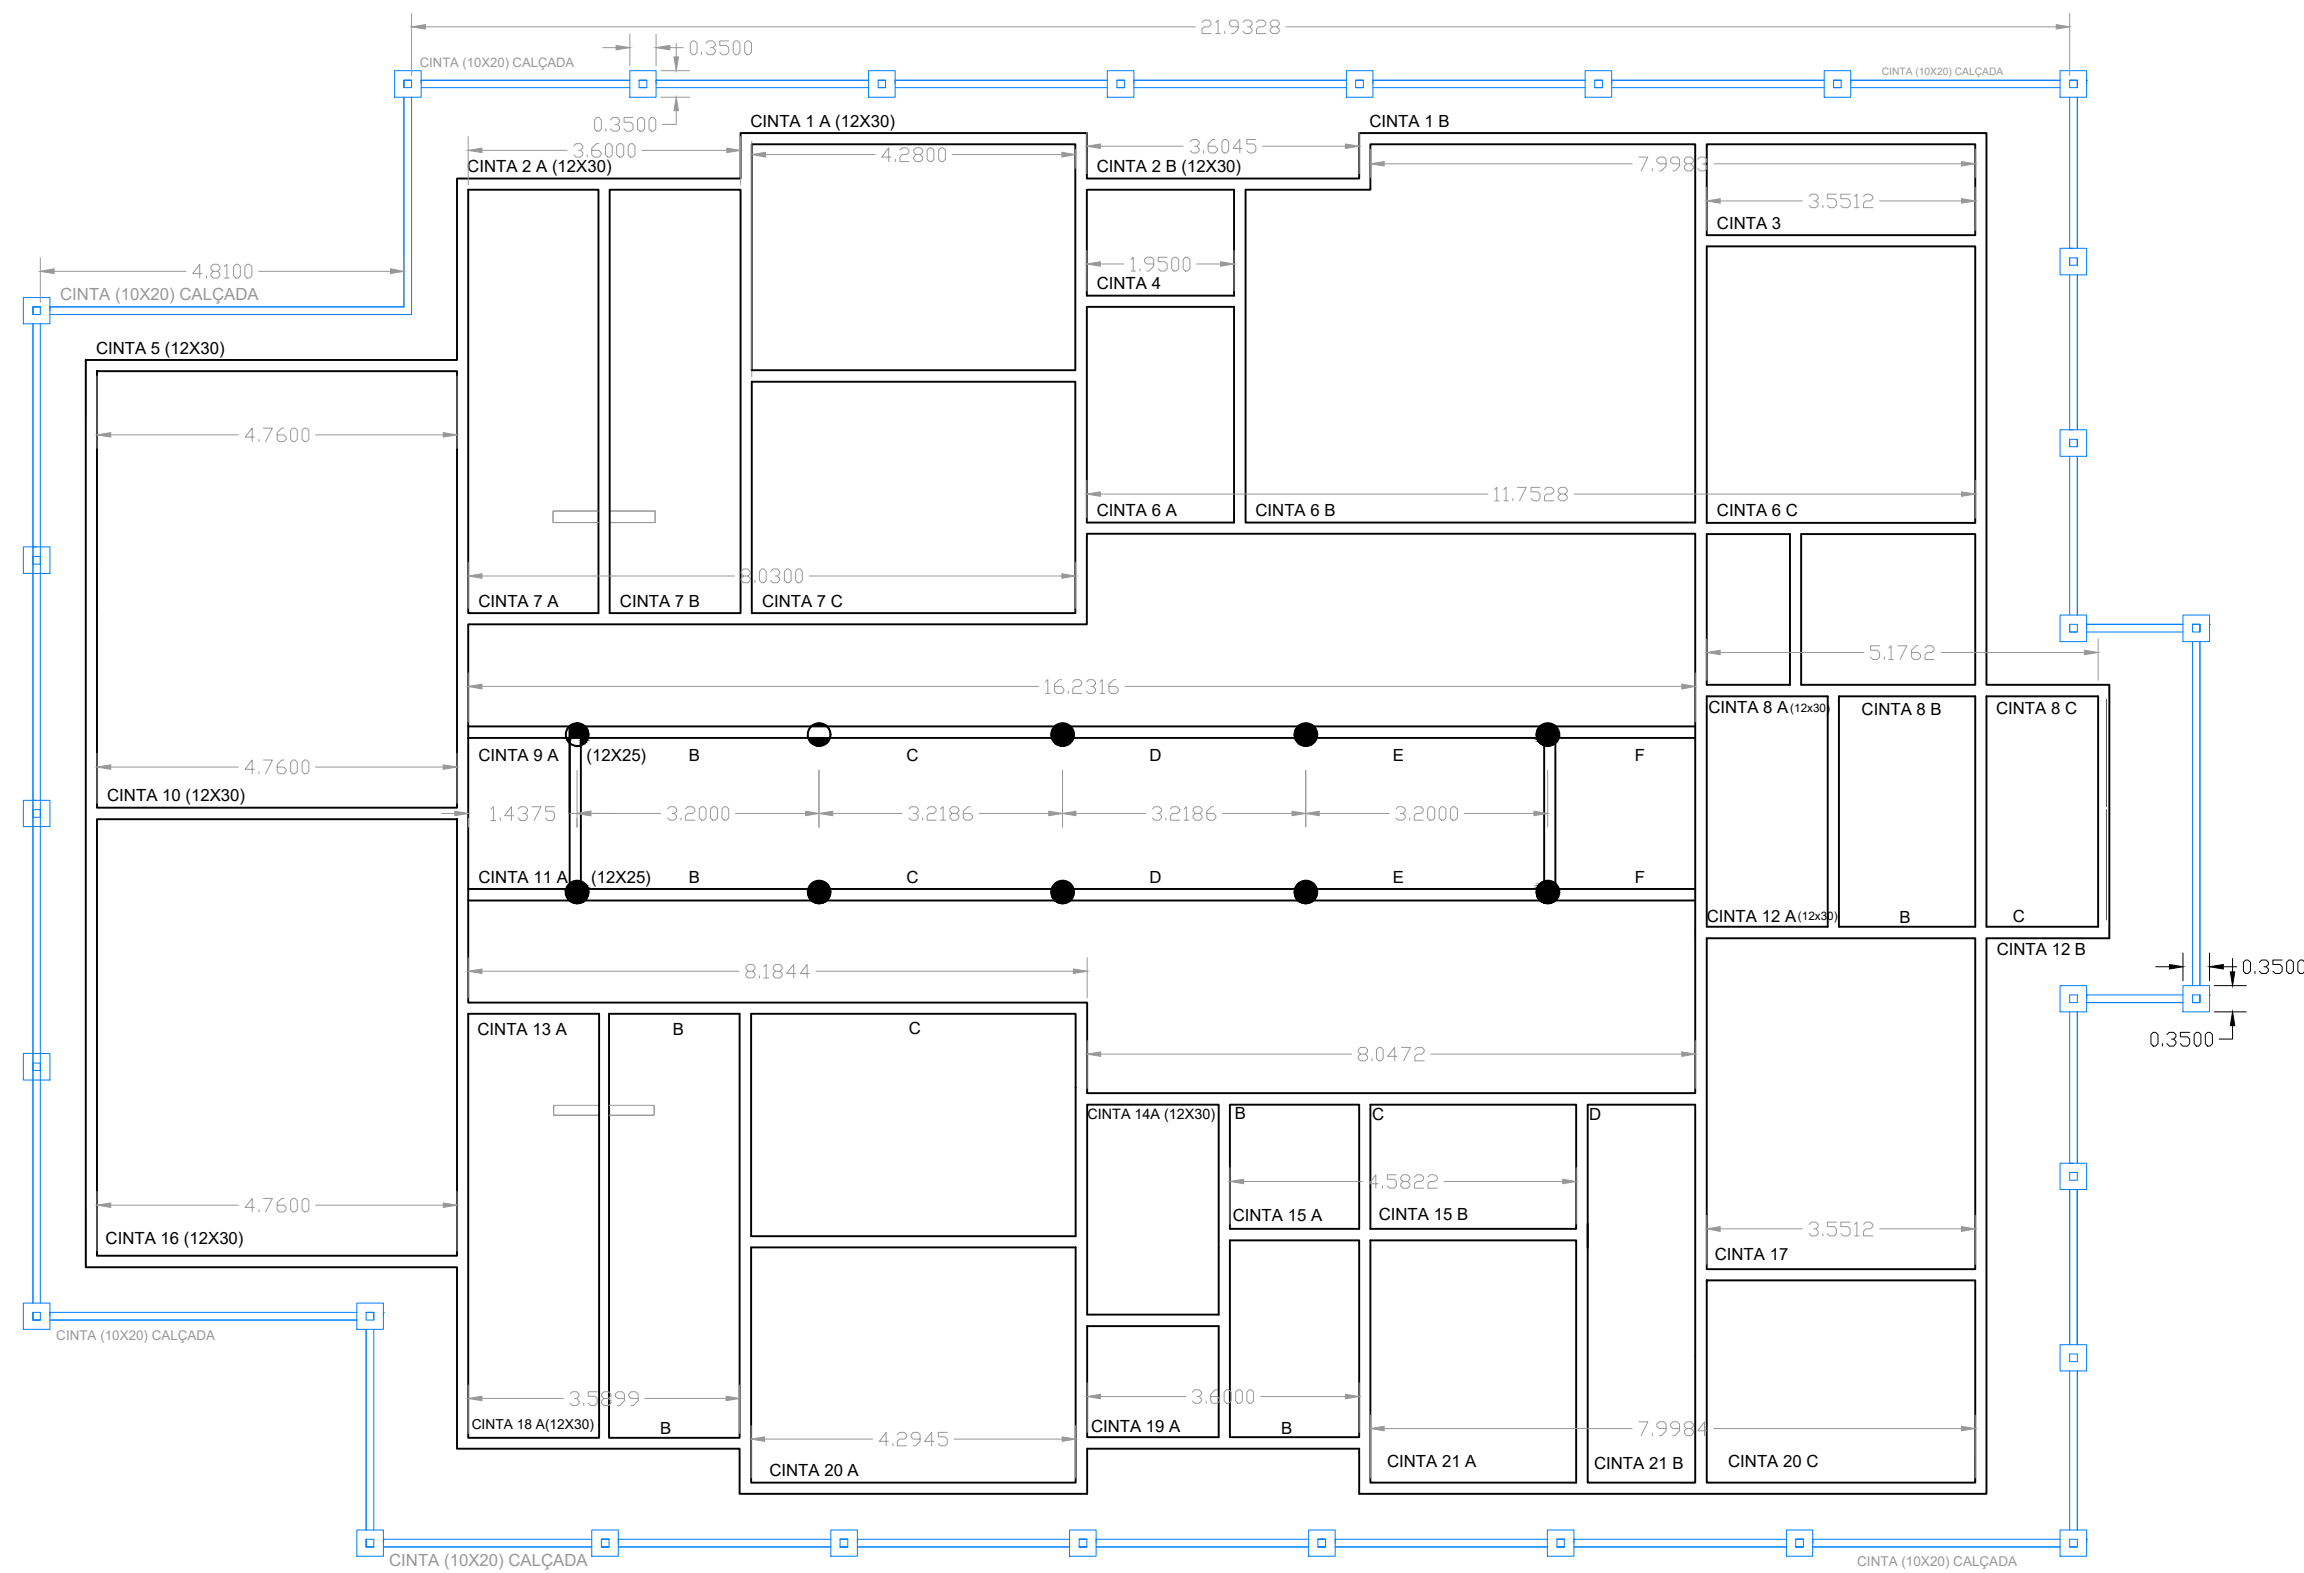 21.9328
0.3500
CINTA (10X20) CALÇADA
CINTA (10X20) CALÇADA
0.3500
CINTA 1 A (12X30)
CINTA 1 B
3.6000
4.2800
3.6045
7.9983
CINTA 2 A (12X30)
CINTA 2 B (12X30)
3.5512
CINTA 3
4.8100
1.9500
CINTA 4
CINTA (10X20) CALÇADA
CINTA 5 (12X30)
4.7600
11.7528
CINTA 6 A
CINTA 6 B
CINTA 6 C
8.0300
CINTA 7 A
CINTA 7 B
CINTA 7 C
5.1762
16.2316
CINTA 8 A (12x30)
CINTA 8 B
CINTA 8 C
CINTA 9 A
(12X25)
B
C
D
E
F
4.7600
CINTA 10 (12X30)
1.4375
3.2000
3.2186
3.2186
3.2000
CINTA 11 A
(12X25)
B
C
D
E
F
CINTA 12 A (12x30)
B
C
CINTA 12 B
8.1844
0.3500
0.3500
CINTA 13 A
B
C
8.0472
CINTA 14A (12X30)
B
C
D
4.5822
CINTA 15 A
CINTA 15 B
4.7600
CINTA 16 (12X30)
3.5512
CINTA 17
CINTA (10X20) CALÇADA
3.5899
3.6000
CINTA 18 A(12X30)
B
CINTA 19 A
B
4.2945
7.9984
CINTA 20 A
CINTA 21 A
CINTA 21 B
CINTA 20 C
CINTA (10X20) CALÇADA
CINTA (10X20) CALÇADA